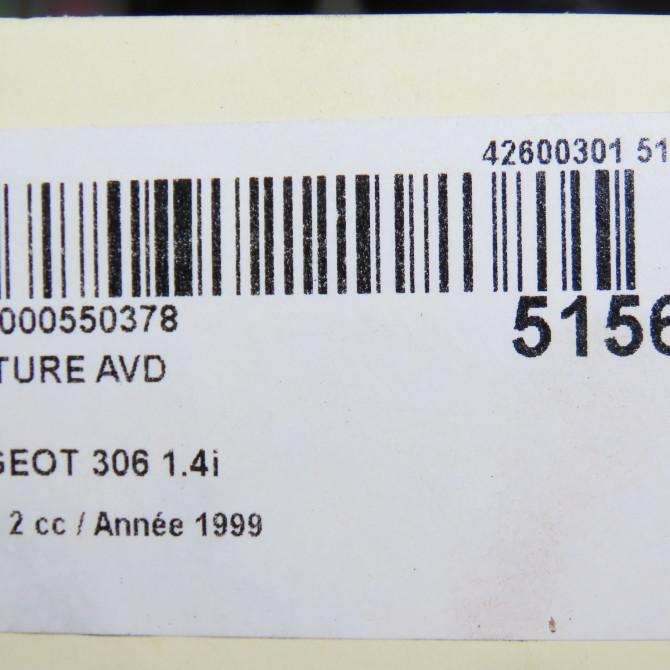 42600301 51
000550378
5156
TURE AVD
GEOT 306 1.4i
2 cc / Année 1999